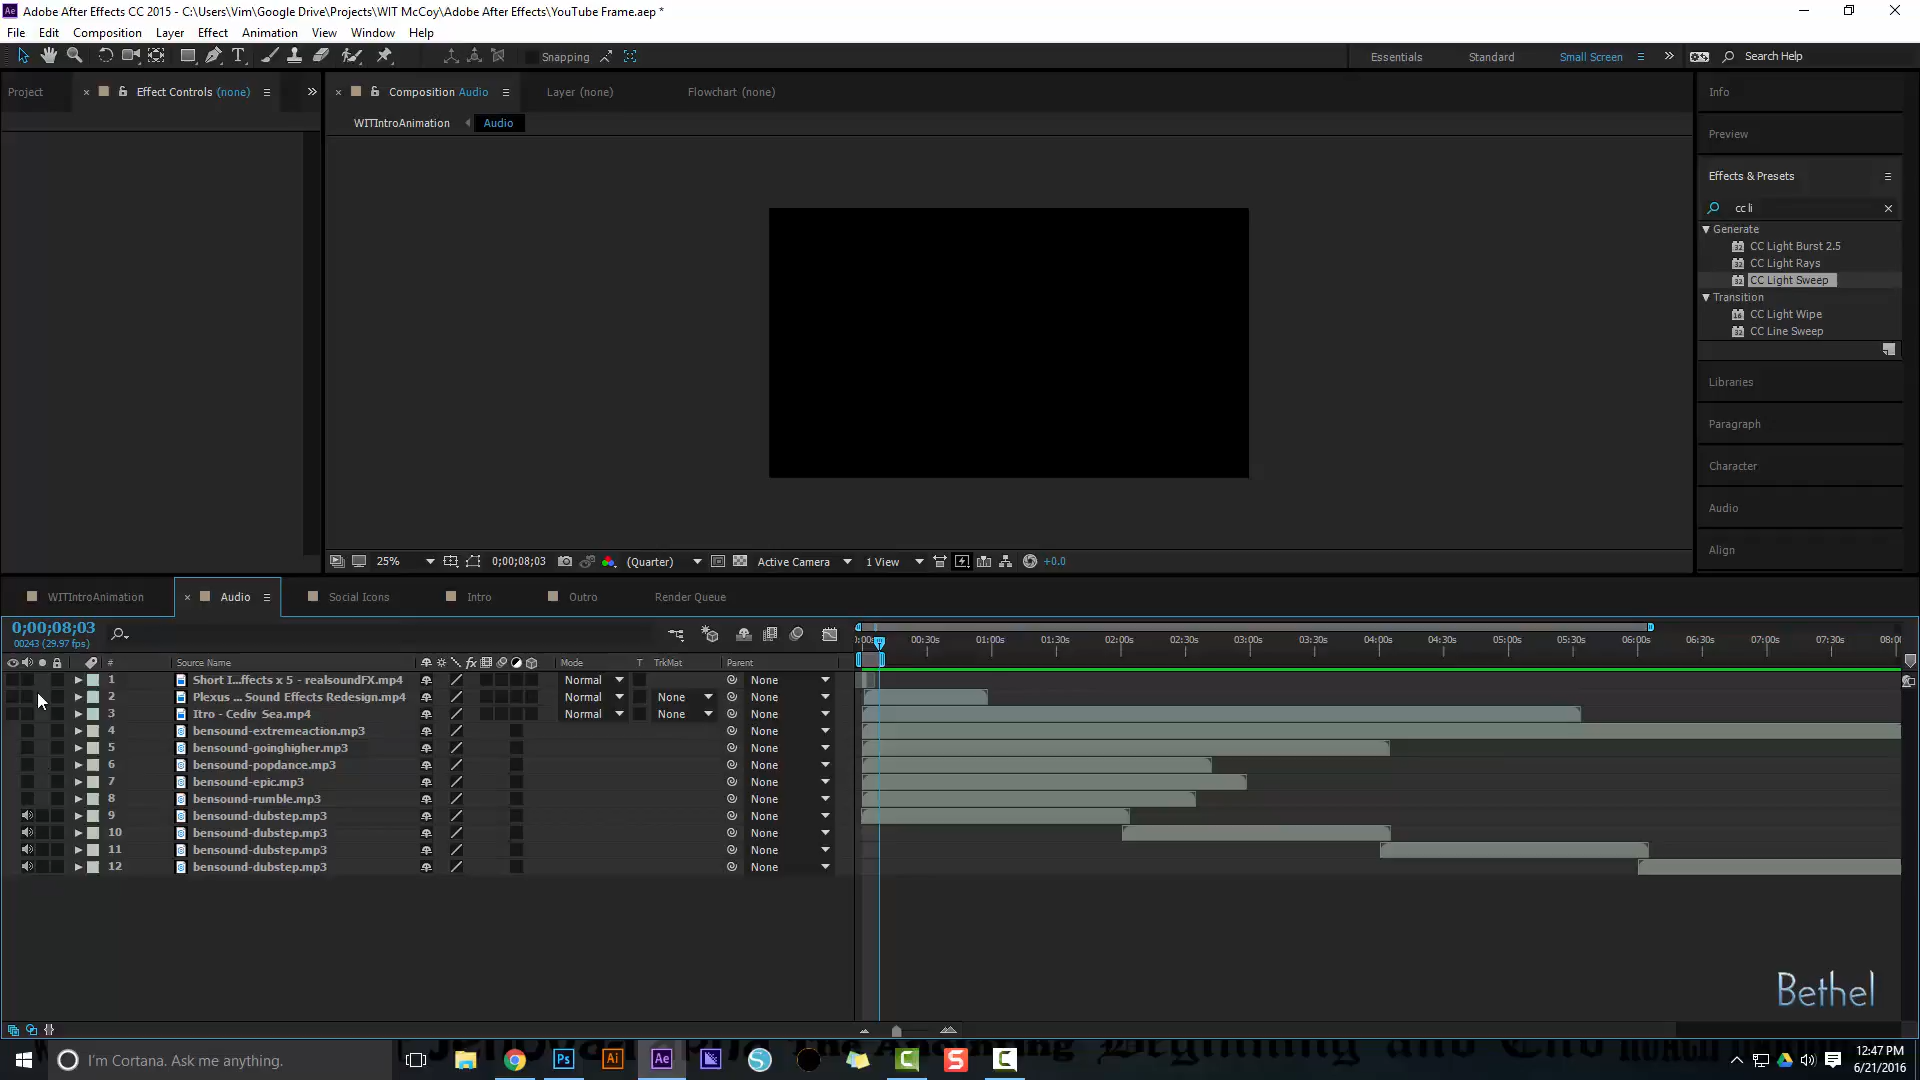 Adobe After Effects CC 2015 - C:\Users\Vim\Google Drive\Projects\WIT McCoy\Adobe After Effects\YouTube Frame.aep *
File Edit Composition Layer Effect Animation View Window Help
Snapping Essentials Standard Small Screen Search Help
Project Effect Controls (none) Composition Audio Layer (none) Flowchart (none) Info
WITIntroAnimation Audio
Preview
Effects & Presets
cc li
Generate
CC Light Burst 2.5
CC Light Rays
CC Light Sweep
Transition
CC Light Wipe
CC Line Sweep
Libraries
Paragraph
Character
Audio
Align
25% 0;00;08;03 (Quarter) Active Camera 1 View +0.0
WITIntroAnimation Audio Social Icons Intro Outro Render Queue
0;00;08;03
00243 (29.97 fps)
00:30s 01:00s 01:30s 02:00s 02:30s 03:00s 03:30s 04:00s 04:30s 05:00s 05:30s 06:00s 06:30s 07:00s 07:30s
# Source Name Mode T TrkMat Parent
1 Short I...ffects x 5 - realsoundFX.mp4 Normal None
2 Plexus ... Sound Effects Redesign.mp4 Normal None None
3 Itro - Cediv Sea.mp4 Normal None None
4 bensound-extremeaction.mp3 None
5 bensound-goinghigher.mp3 None
6 bensound-popdance.mp3 None
7 bensound-epic.mp3 None
8 bensound-rumble.mp3 None
9 bensound-dubstep.mp3 None
10 bensound-dubstep.mp3 None
11 bensound-dubstep.mp3 None
12 bensound-dubstep.mp3 None
Bethel
I'm Cortana. Ask me anything.
12:47 PM
6/21/2016